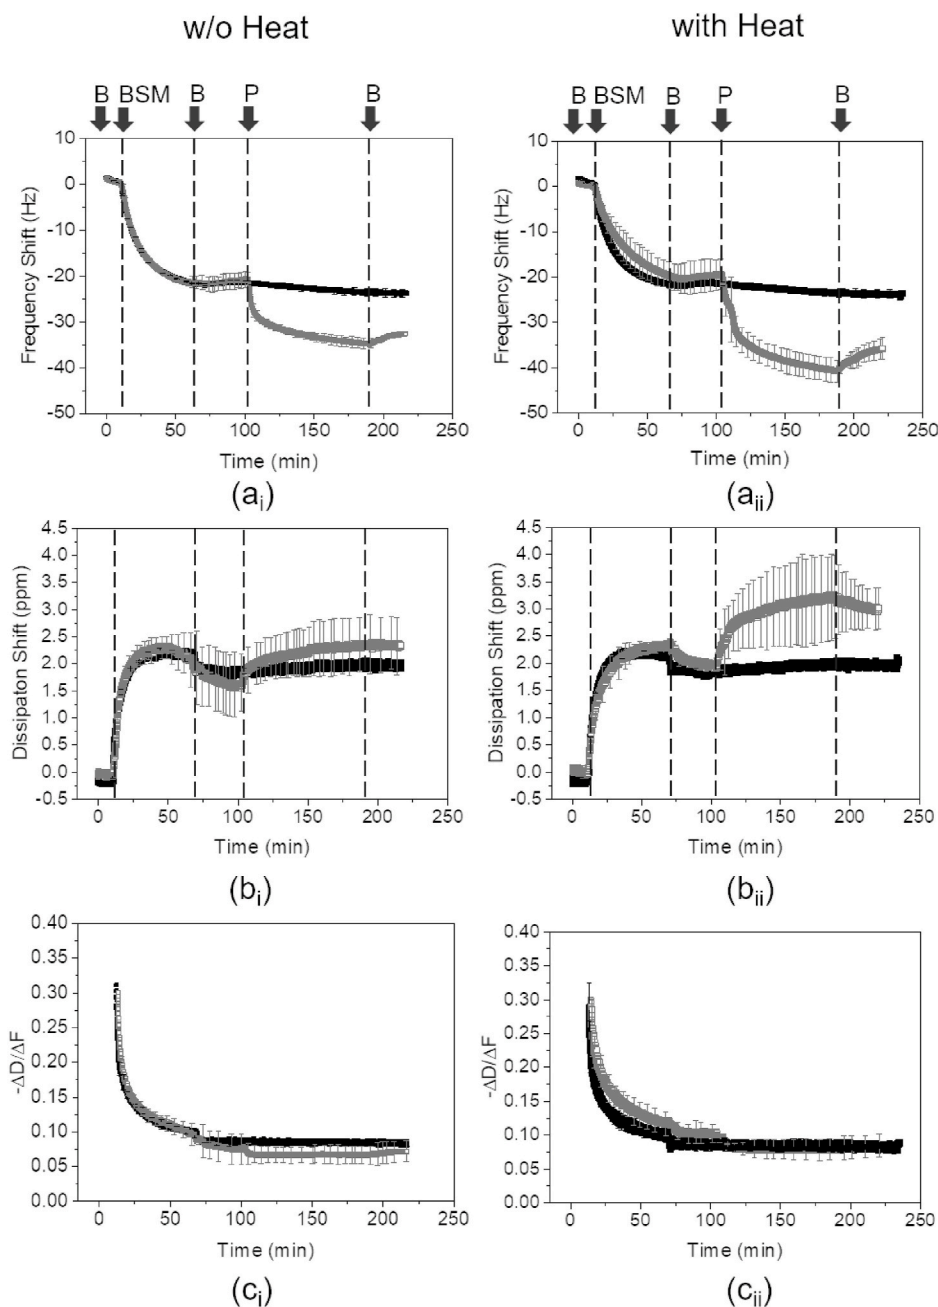 w/o Heat
with Heat
B BSM B P B
B BSM B P B
10
0
-10
-20
-30
-40
-50
Frequency Shift (Hz)
0 50 100 150 200 250
Time (min)
(ai)
10
0
-10
-20
-30
-40
-50
Frequency Shift (Hz)
0 50 100 150 200 250
Time (min)
(aii)
4.5
4.0
3.5
3.0
2.5
2.0
1.5
1.0
0.5
0.0
-0.5
Dissipaton Shift (ppm)
0 50 100 150 200 250
Time (min)
(bi)
4.5
4.0
3.5
3.0
2.5
2.0
1.5
1.0
0.5
0.0
-0.5
Dissipation Shift (ppm)
0 50 100 150 200 250
Time (min)
(bii)
0.40
0.30
0.25
0.20
0.15
0.10
0.05
0.00
-ΔD/ΔF
0 50 100 150 200 250
Time (min)
(ci)
0.40
0.30
0.25
0.20
0.15
0.10
0.05
0.00
-ΔD/ΔF
0 50 100 150 200 250
Time (min)
(cii)